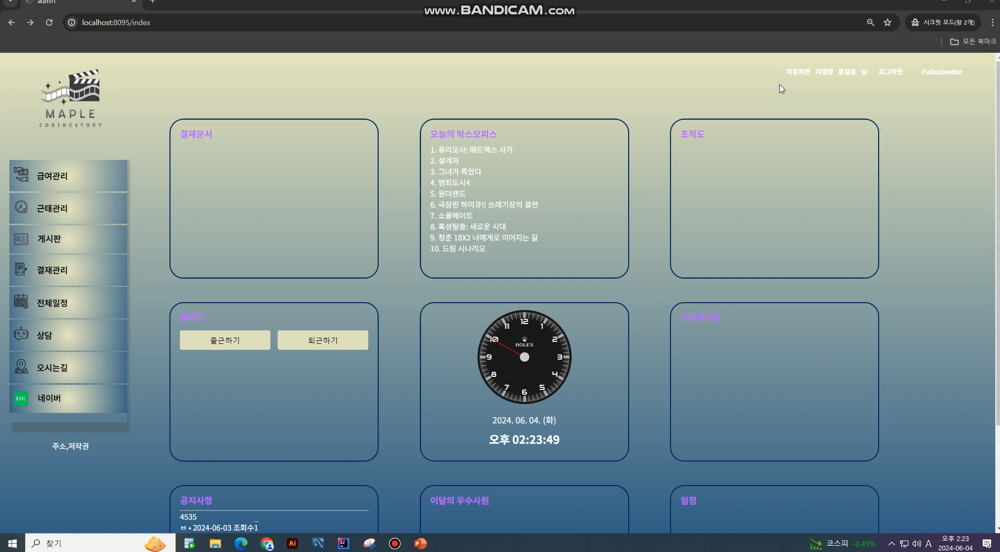 admin
www.BANDICAM.com
localhost:8095/index
시크릿 모드(창 2개)
모든 북마크
자동차관 지점장 홍길동 님 로그아웃 Fullcalendar
MAPLE
CODINGSTORY
급여관리
근태관리
게시판
결재관리
전체일정
상담
오시는길
네이버
주소,저작권
결재문서
오늘의 박스오피스
1. 퓨리오사: 매드맥스 사가
2. 설계자
3. 그녀가 죽었다
4. 범죄도시4
5. 원더랜드
6. 극장판 하이큐!! 쓰레기장의 결전
7. 소울메이트
8. 혹성탈출: 새로운 시대
9. 청춘 18X2 너에게로 이어지는 길
10. 드림 시나리오
조직도
출퇴근
출근하기
퇴근하기
12
1
2
3
4
5
6
7
8
9
10
11
ROLEX
2024. 06. 04. (화)
오후 02:23:49
자유게시판
공지사항
4535
ㅂ • 2024-06-03 조회수1
이달의 우수사원
일정
찾기
Ai
코스피 -0.49%
A
오후 2:23
2024-06-04